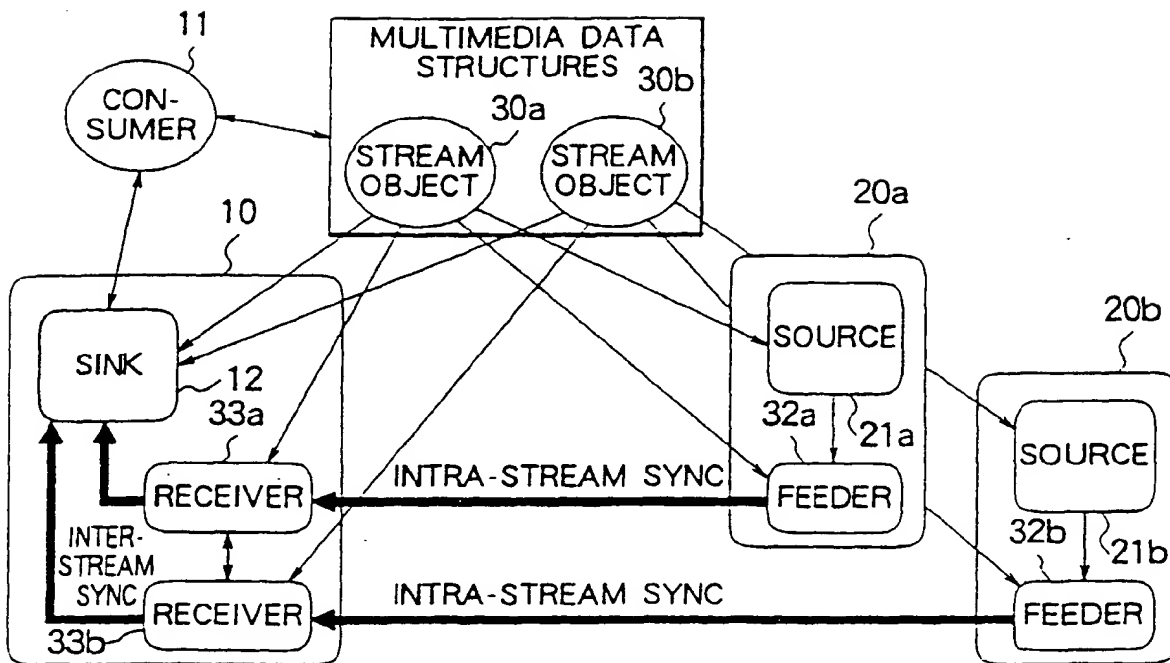 11
CON-
SUMER
MULTIMEDIA DATA
STRUCTURES
30a
30b
STREAM
OBJECT
STREAM
OBJECT
10
20a
20b
SINK
12
SOURCE
21a
32a
FEEDER
SOURCE
21b
32b
FEEDER
33a
RECEIVER
INTRA-STREAM SYNC
INTER-
STREAM
SYNC
RECEIVER
33b
INTRA-STREAM SYNC